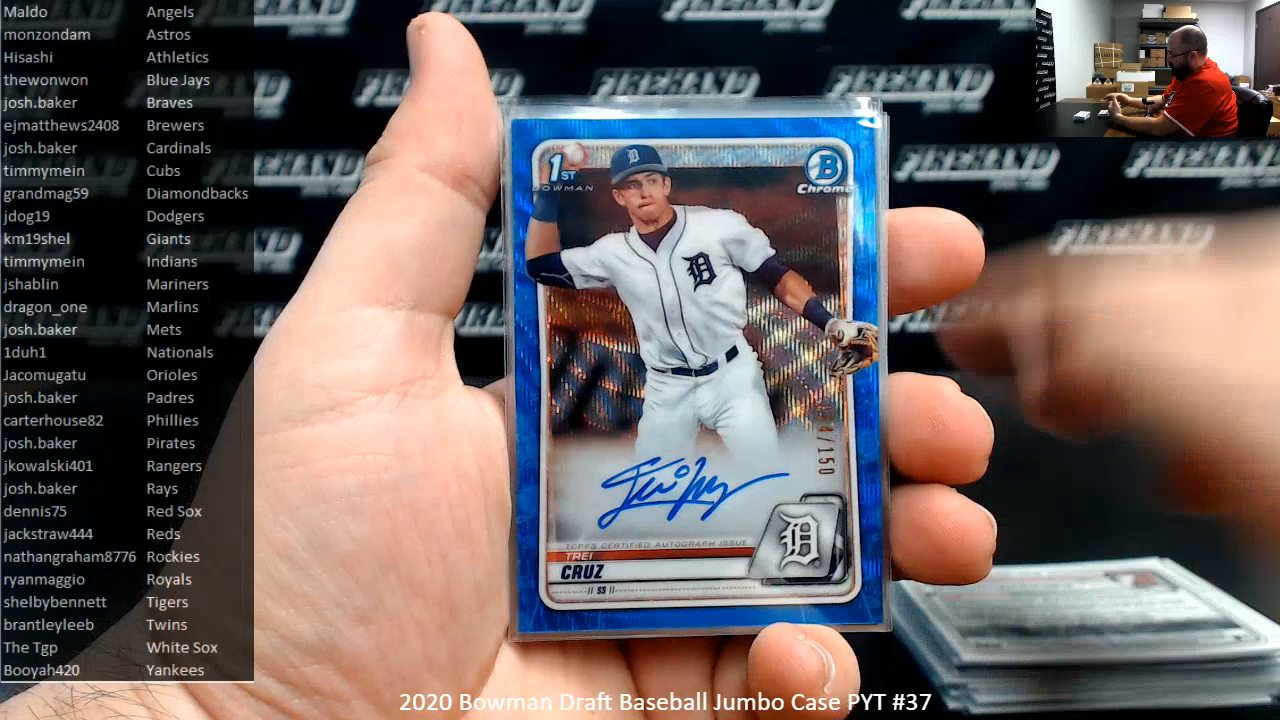 Maldo Angels
monzondam Astros
Hisashi Athletics
thewonwon Blue Jays
josh.baker Braves
ejmatthews2408 Brewers
josh.baker Cardinals
timmymein Cubs
grandmag59 Diamondbacks
jdog19 Dodgers
km19shel Giants
timmymein Indians
jshablin Mariners
dragon_one Marlins
josh.baker Mets
1duh1 Nationals
Jacomugatu Orioles
josh.baker Padres
carterhouse82 Phillies
josh.baker Pirates
jkowalski401 Rangers
josh.baker Rays
dennis75 Red Sox
jackstraw444 Reds
nathangraham8776 Rockies
ryanmaggio Royals
shelbybennett Tigers
brantleyleeb Twins
The Tgp White Sox
Booyah420 Yankees
FIREHAND
1ST
BOWMAN
B
Chrome
D
D
/150
TOPPS CERTIFIED AUTOGRAPH ISSUE
TREI
CRUZ
SS
2020 Bowman Draft Baseball Jumbo Case PYT #37